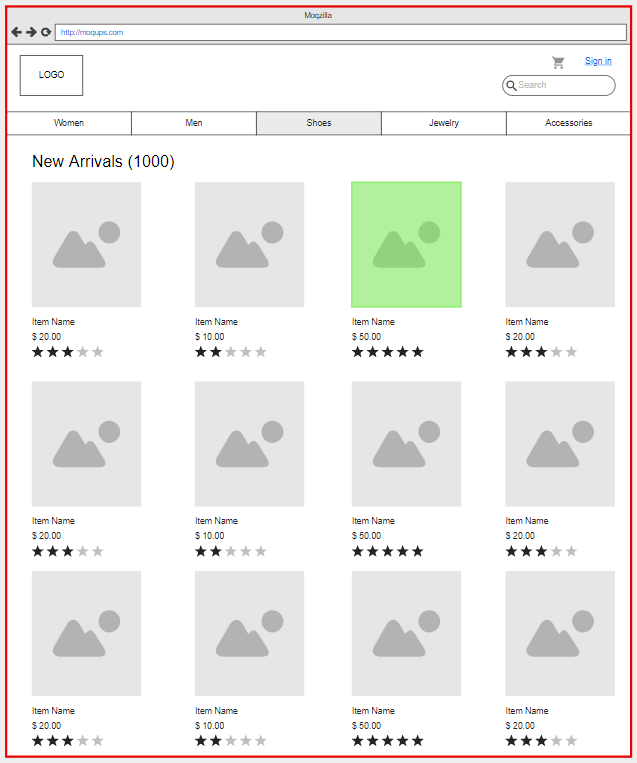 Moqzilla
http://moqups.com
LOGO
Sign in
Search
Women Men Shoes Jewelry Accessories
New Arrivals (1000)
Item Name Item Name Item Name Item Name
$ 20.00 $ 10.00 $ 50.00 $ 20.00
Item Name Item Name Item Name Item Name
$ 20.00 $ 10.00 $ 50.00 $ 20.00
Item Name Item Name Item Name Item Name
$ 20.00 $ 10.00 $ 50.00 $ 20.00